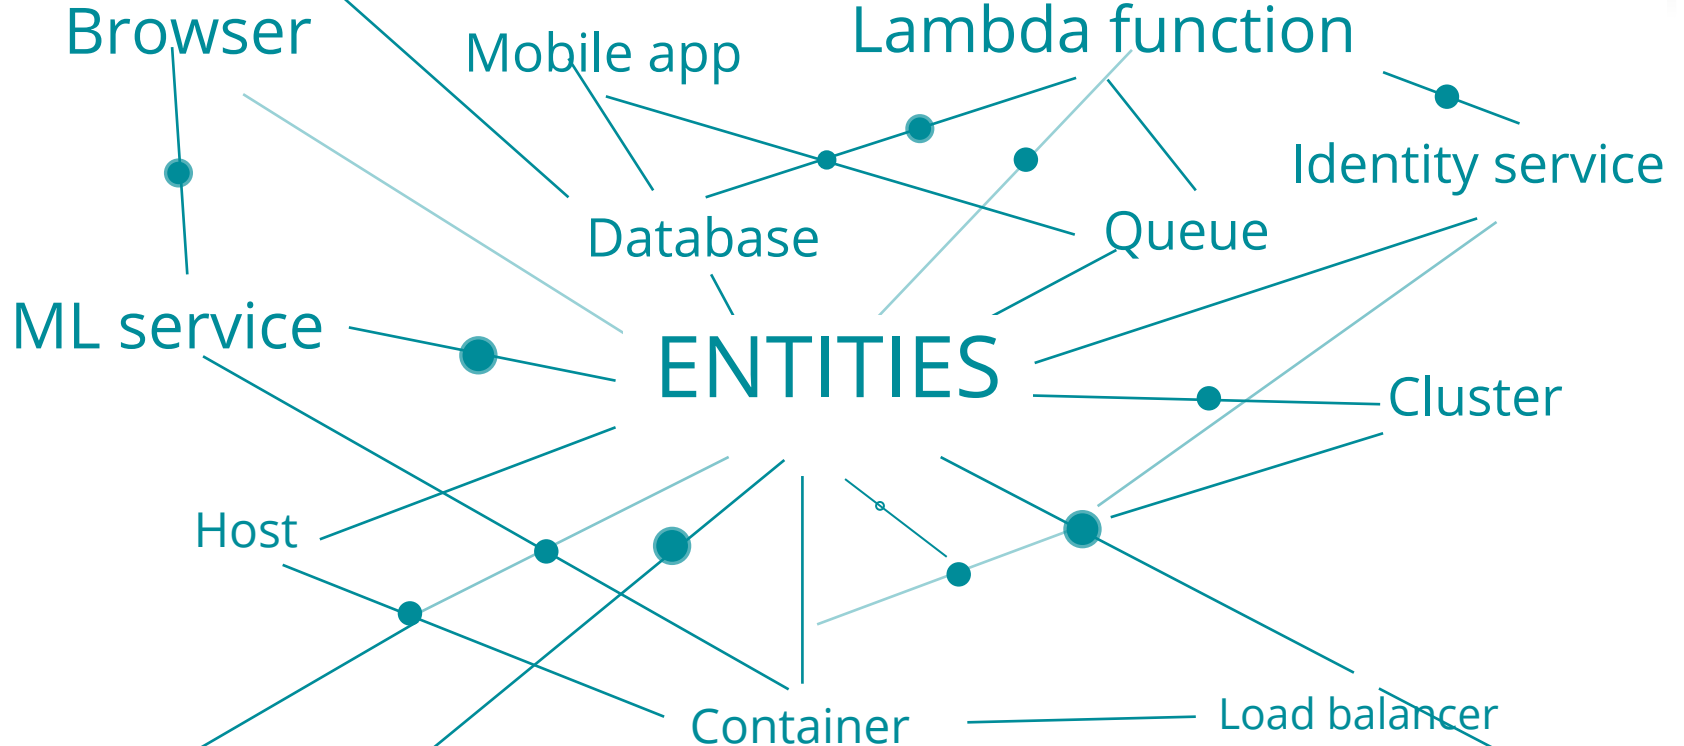 Browser
Mobile app
Lambda function
Identity service
Database
Queue
ML service
ENTITIES
Cluster
Host
Container
Load balancer